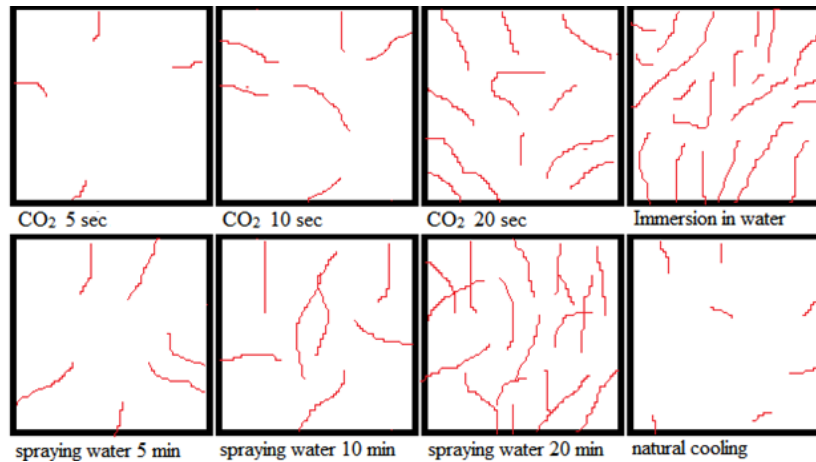 CO₂ 5 sec
CO₂ 10 sec
CO₂ 20 sec
Immersion in water
spraying water 5 min
spraying water 10 min
spraying water 20 min
natural cooling